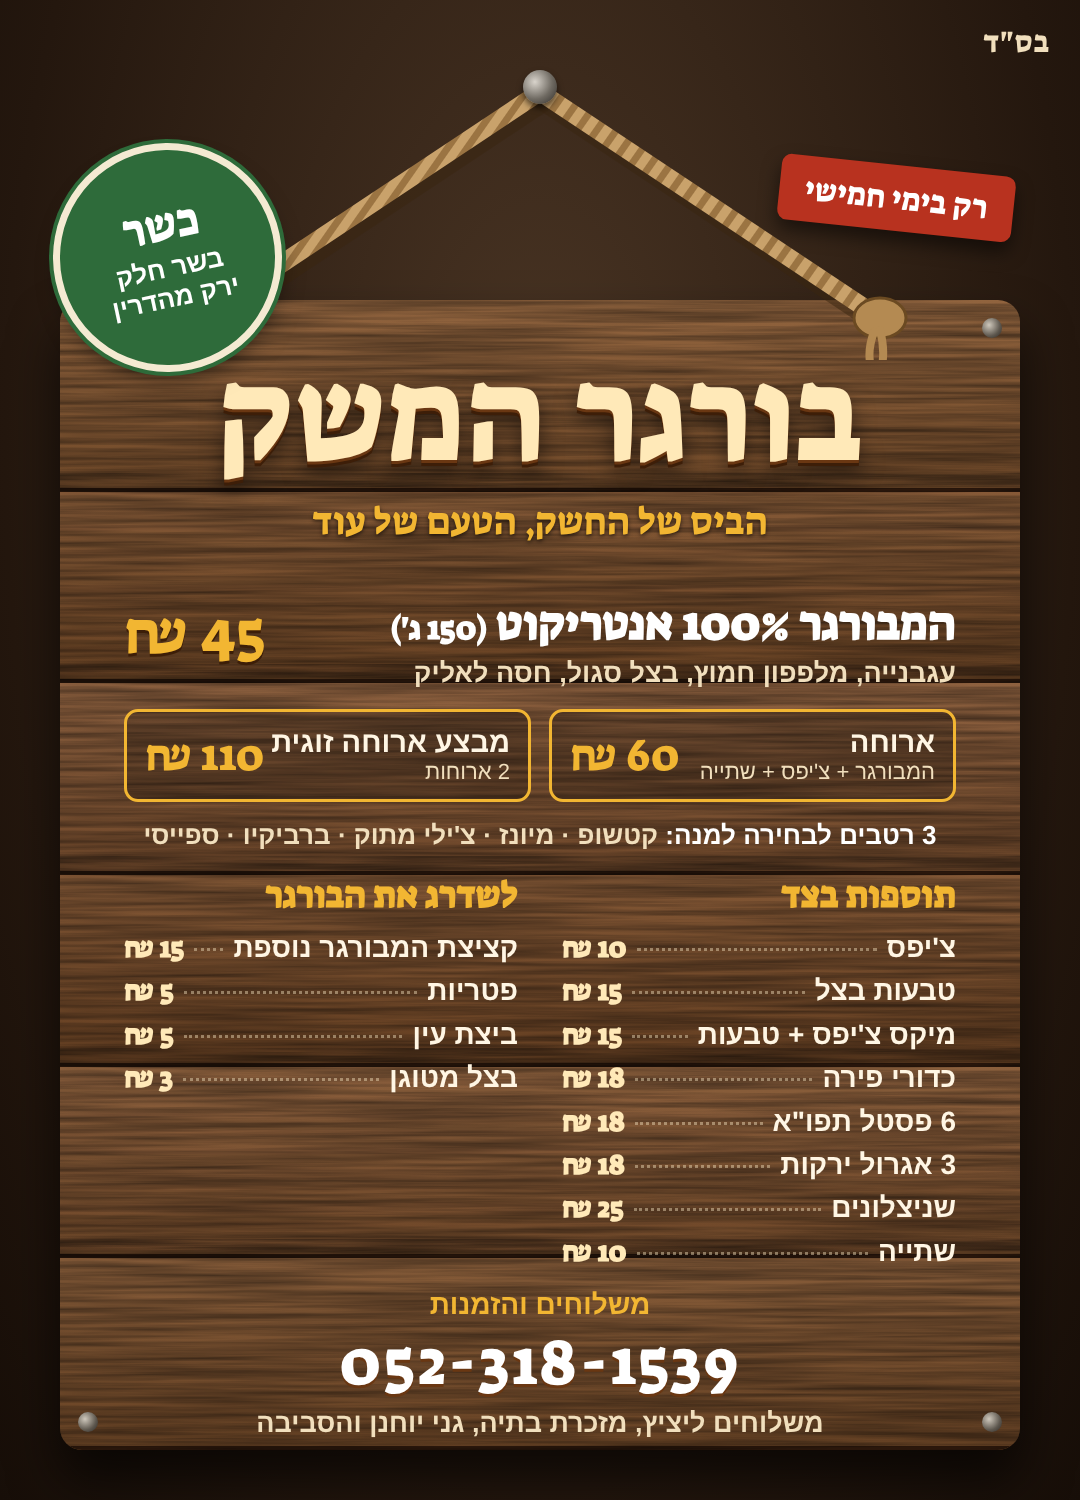 בס"ד
רק בימי חמישי
כשר
בשר חלק
ירק מהדרין
בורגר המשק
הביס של החשק, הטעם של עוד
המבורגר 100% אנטריקוט (150 ג') 45 ש"ח
עגבנייה, מלפפון חמוץ, בצל סגול, חסה לאליק
ארוחה 60 ש"ח
המבורגר + צ'יפס + שתייה
מבצע ארוחה זוגית 110 ש"ח
2 ארוחות
3 רטבים לבחירה למנה: קטשופ · מיונז · צ'ילי מתוק · ברביקיו · ספייסי
תוספות בצד
צ'יפס 10 ש"ח
טבעות בצל 15 ש"ח
מיקס צ'יפס + טבעות 15 ש"ח
כדורי פירה 18 ש"ח
6 פסטל תפו"א 18 ש"ח
3 אגרול ירקות 18 ש"ח
שניצלונים 25 ש"ח
שתייה 10 ש"ח
לשדרג את הבורגר
קציצת המבורגר נוספת 15 ש"ח
פטריות 5 ש"ח
ביצת עין 5 ש"ח
בצל מטוגן 3 ש"ח
משלוחים והזמנות
052-318-1539
משלוחים ליציץ, מזכרת בתיה, גני יוחנן והסביבה